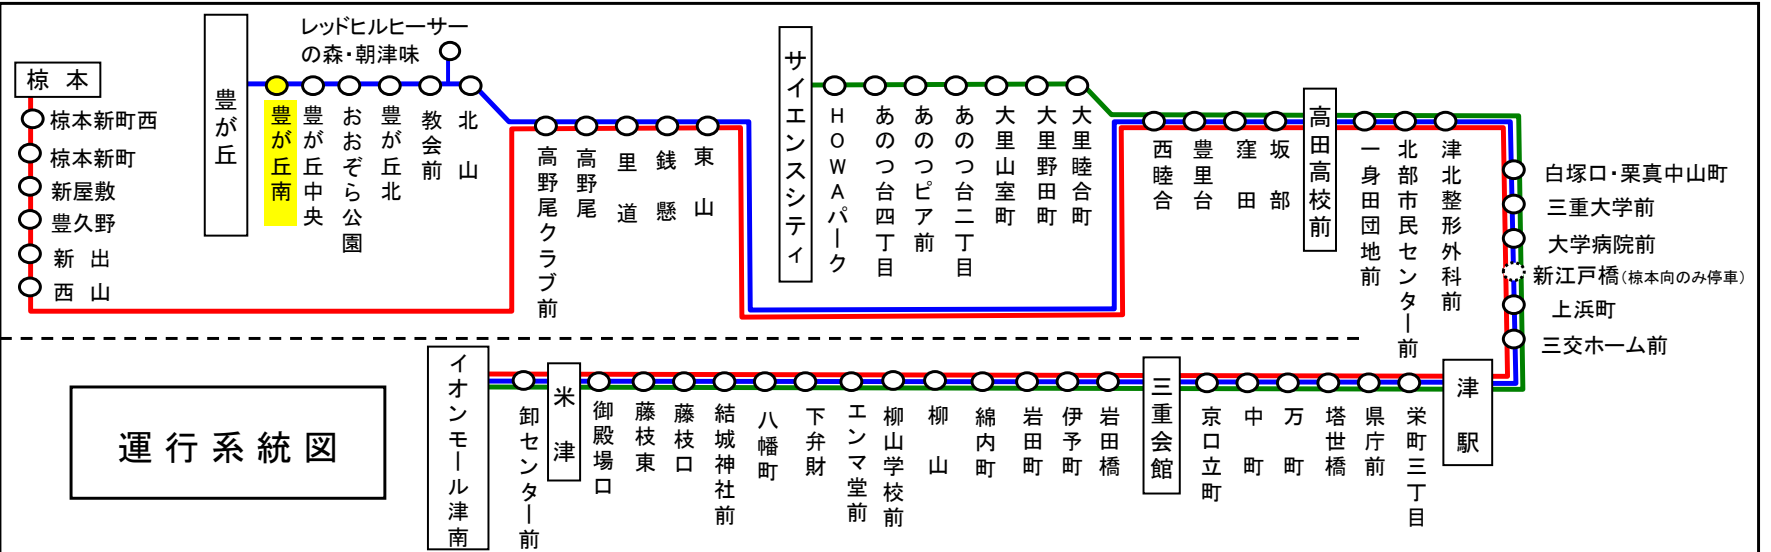 椋本
椋本新町西
椋本新町
新屋敷
豊久野
新出
西山
豊が丘
レッドヒルヒーサー
の森・朝津味
豊が丘南
豊が丘中央
おおぞら公園
豊が丘北
教会前
北山
高野尾クラブ前
高野尾
里道
銭懸
東山
サイエンスシティ
HOWAパーク
あのつ台四丁目
あのつピア前
あのつ台二丁目
大里山室町
大里野田町
大里睦合町
西睦合
豊里台
窪田
坂部
高田高校前
一身田団地前
北部市民センター前
津北整形外科前
白塚口・栗真中山町
三重大学前
大学病院前
新江戸橋(椋本向のみ停車)
上浜町
三交ホーム前
津駅
栄町三丁目
県庁前
塔世橋
万町
中町
京口立町
三重会館
岩田橋
伊予町
岩田町
綿内町
柳山
柳山学校前
エンマ堂前
下弁財
八幡町
結城神社前
藤枝口
藤枝東
御殿場口
米津
卸センター前
イオンモール津南
運行系統図